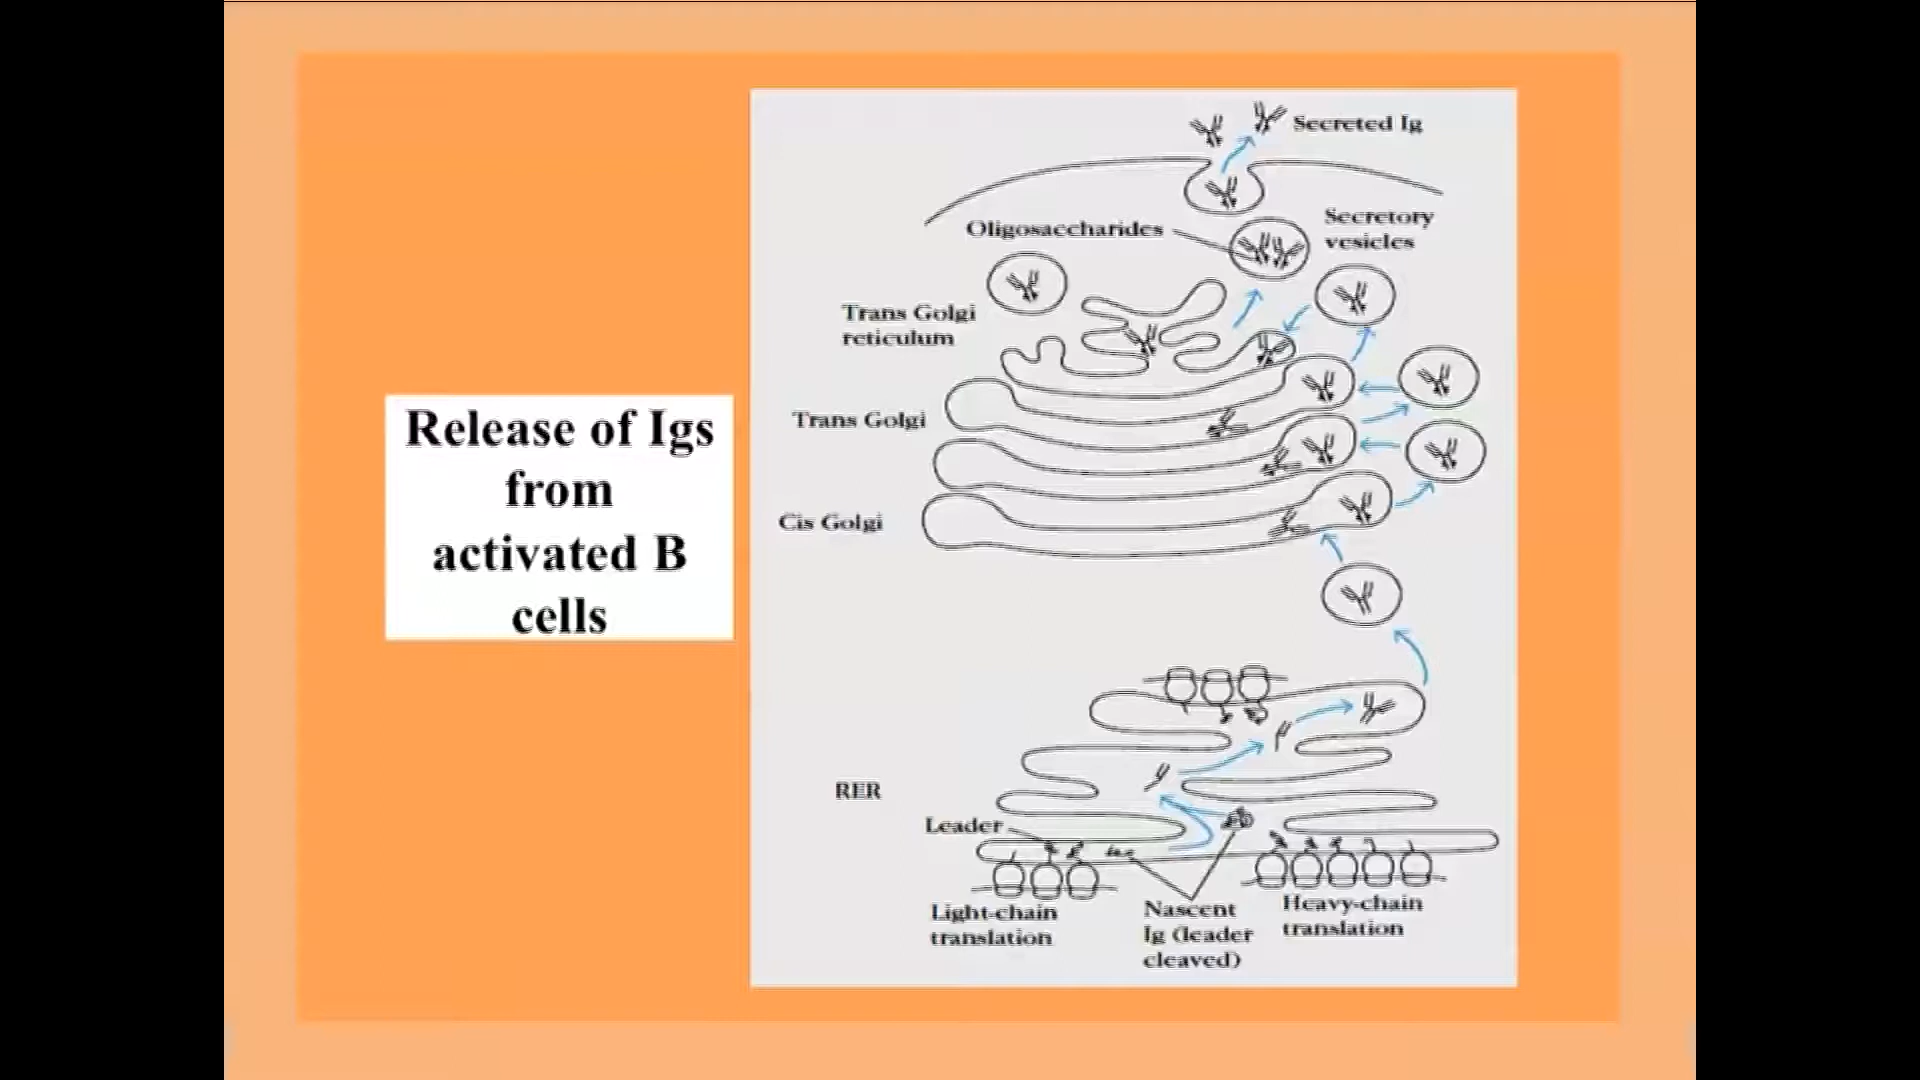 Release of Igs
from
activated B
cells
Secreted Ig
Oligosaccharides
Secretory
vesicles
Trans Golgi
reticulum
Trans Golgi
Cis Golgi
RER
Leader
Light-chain
translation
Nascent
Ig (leader
cleaved)
Heavy-chain
translation